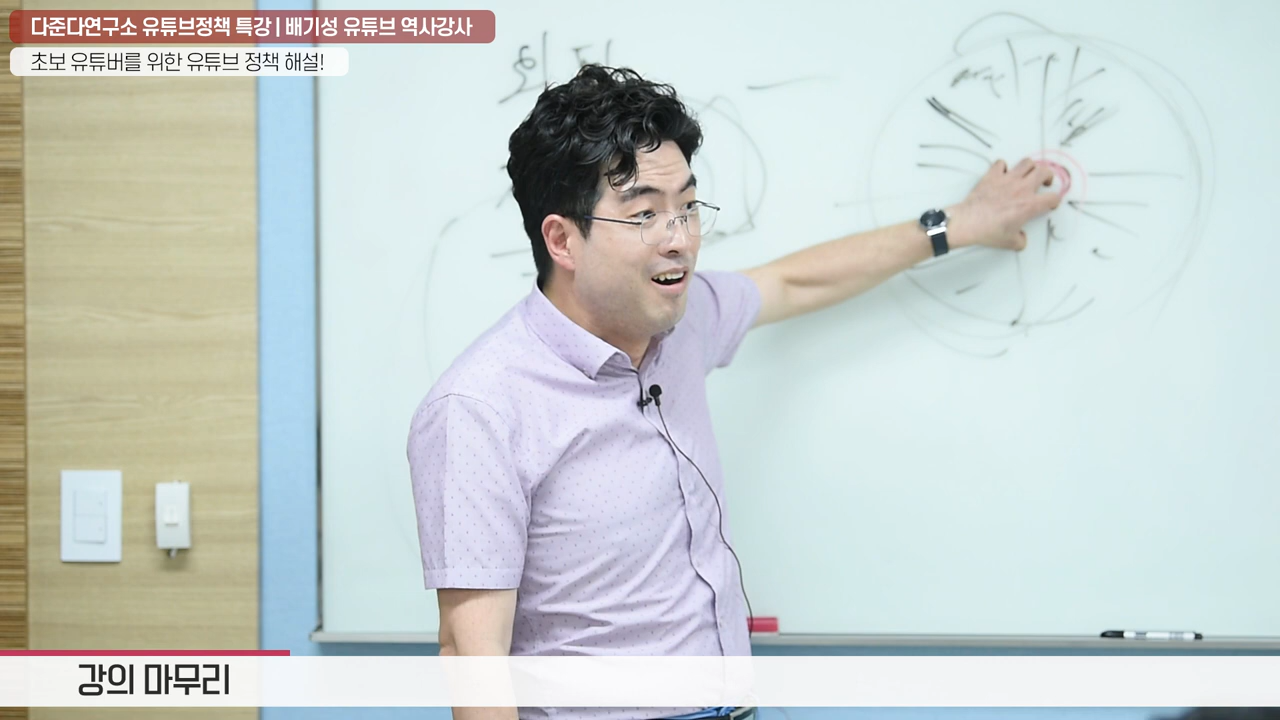 다준다연구소 유튜브정책 특강 | 배기성 유튜브 역사강사
초보 유튜버를 위한 유튜브 정책 해설!
강의 마무리